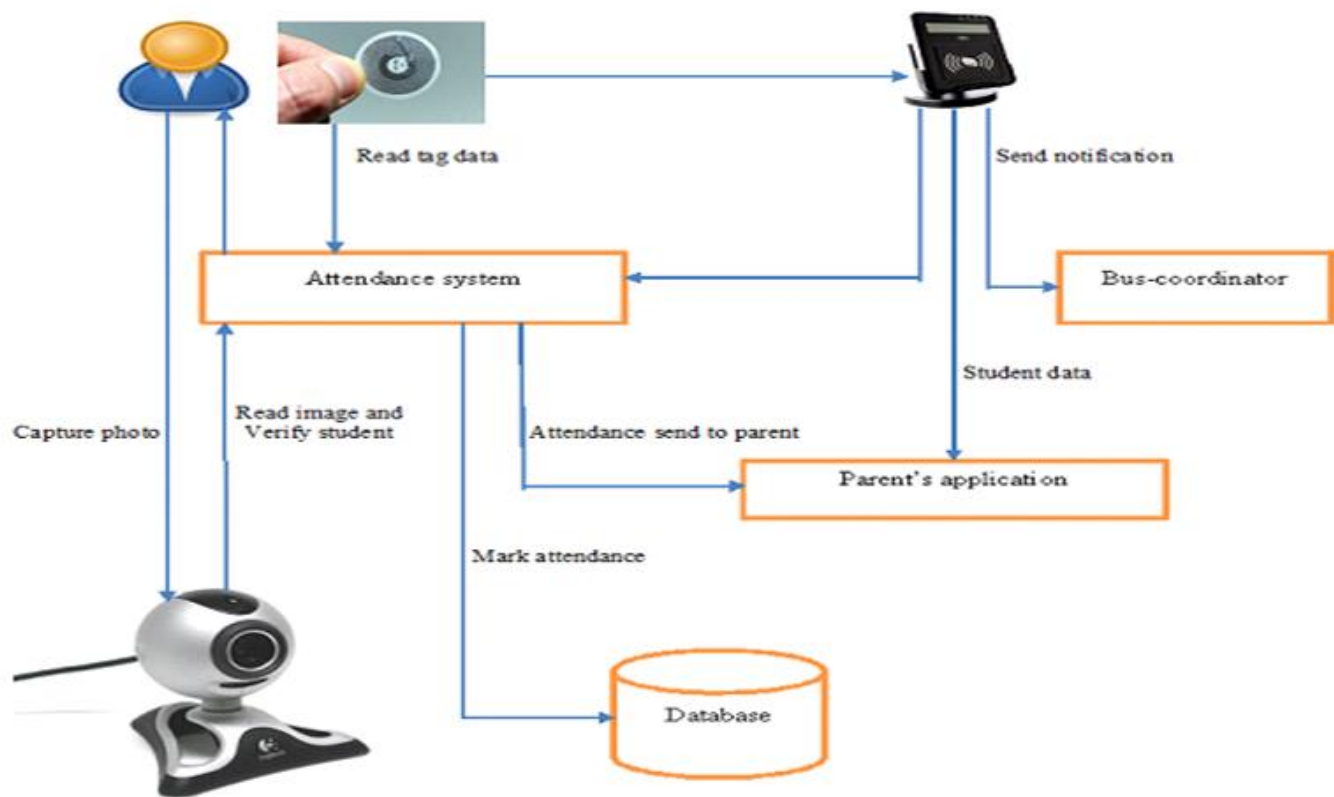 Read tag data
Send notification
Attendance system
Bus-coordinator
Student data
Capture photo
Read image and
Verify student
Attendance send to parent
Parent's application
Mark attendance
Database